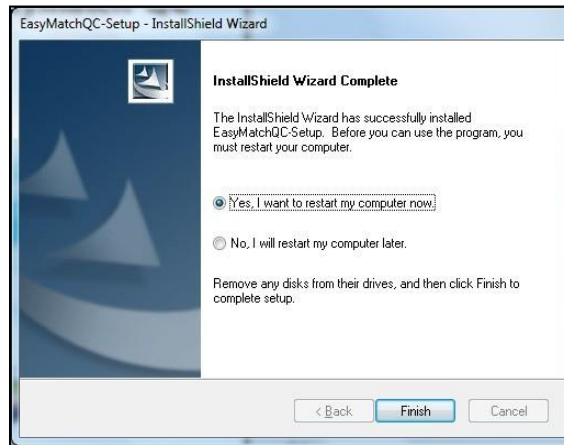 EasyMatchQC-Setup - InstallShield Wizard
InstallShield Wizard Complete
The InstallShield Wizard has successfully installed
EasyMatchQC-Setup. Before you can use the program, you
must restart your computer.
Yes, I want to restart my computer now.
No, I will restart my computer later.
Remove any disks from their drives, and then click Finish to
complete setup.
< Back
Finish
Cancel